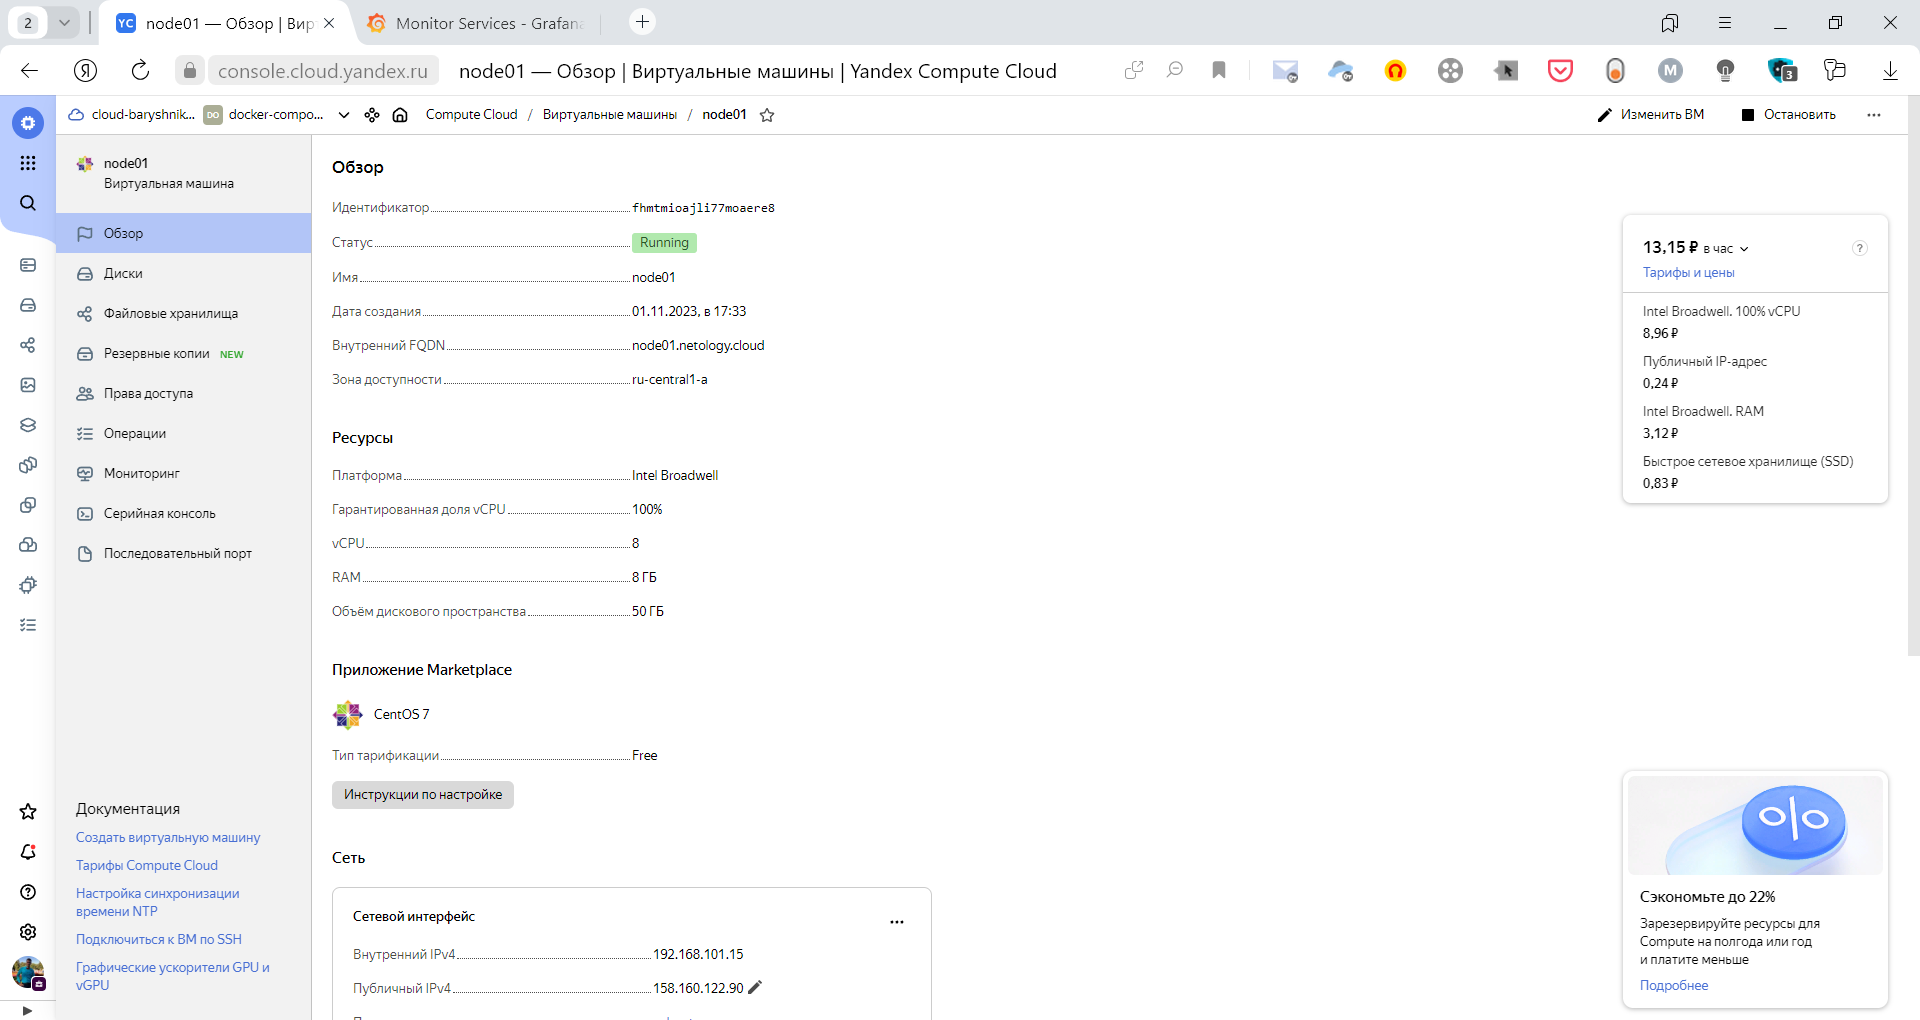 2
YC node01 — Обзор | Вир
Monitor Services - Grafana
console.cloud.yandex.ru
node01 — Обзор | Виртуальные машины | Yandex Compute Cloud
M
3
cloud-baryshnik...
DO docker-compo...
Compute Cloud / Виртуальные машины / node01
Изменить ВМ
Остановить
node01
Виртуальная машина
Обзор
Диски
Файловые хранилища
Резервные копии NEW
Права доступа
Операции
Мониторинг
Серийная консоль
Последовательный порт
Документация
Создать виртуальную машину
Тарифы Compute Cloud
Настройка синхронизации
времени NTP
Подключиться к ВМ по SSH
Графические ускорители GPU и
vGPU
Обзор
Идентификатор fhmtmioajli77moaere8
Статус Running
Имя node01
Дата создания 01.11.2023, в 17:33
Внутренний FQDN node01.netology.cloud
Зона доступности ru-central1-a
Ресурсы
Платформа Intel Broadwell
Гарантированная доля vCPU 100%
vCPU 8
RAM 8 ГБ
Объём дискового пространства 50 ГБ
Приложение Marketplace
CentOS 7
Тип тарификации Free
Инструкции по настройке
Сеть
Сетевой интерфейс
Внутренний IPv4 192.168.101.15
Публичный IPv4 158.160.122.90
13,15 ₽ в час
?
Тарифы и цены
Intel Broadwell. 100% vCPU
8,96 ₽
Публичный IP-адрес
0,24 ₽
Intel Broadwell. RAM
3,12 ₽
Быстрое сетевое хранилище (SSD)
0,83 ₽
%
Сэкономьте до 22%
Зарезервируйте ресурсы для
Compute на полгода или год
и платите меньше
Подробнее